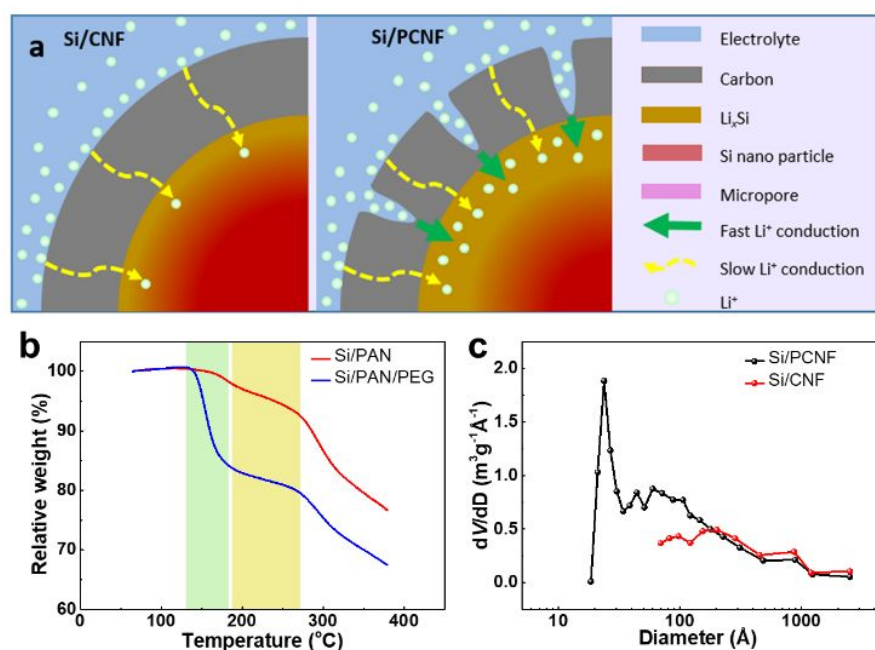 a
Si/CNF
Si/PCNF
Electrolyte
Carbon
LiₓSi
Si nano particle
Micropore
Fast Li⁺ conduction
Slow Li⁺ conduction
Li⁺
b
Si/PAN
Si/PAN/PEG
100
90
80
70
60
0
100
200
300
400
Relative weight (%)
Temperature (°C)
c
Si/PCNF
Si/CNF
2.0
1.5
1.0
0.5
0.0
10
100
1000
dV/dD (m³g⁻¹Å⁻¹)
Diameter (Å)